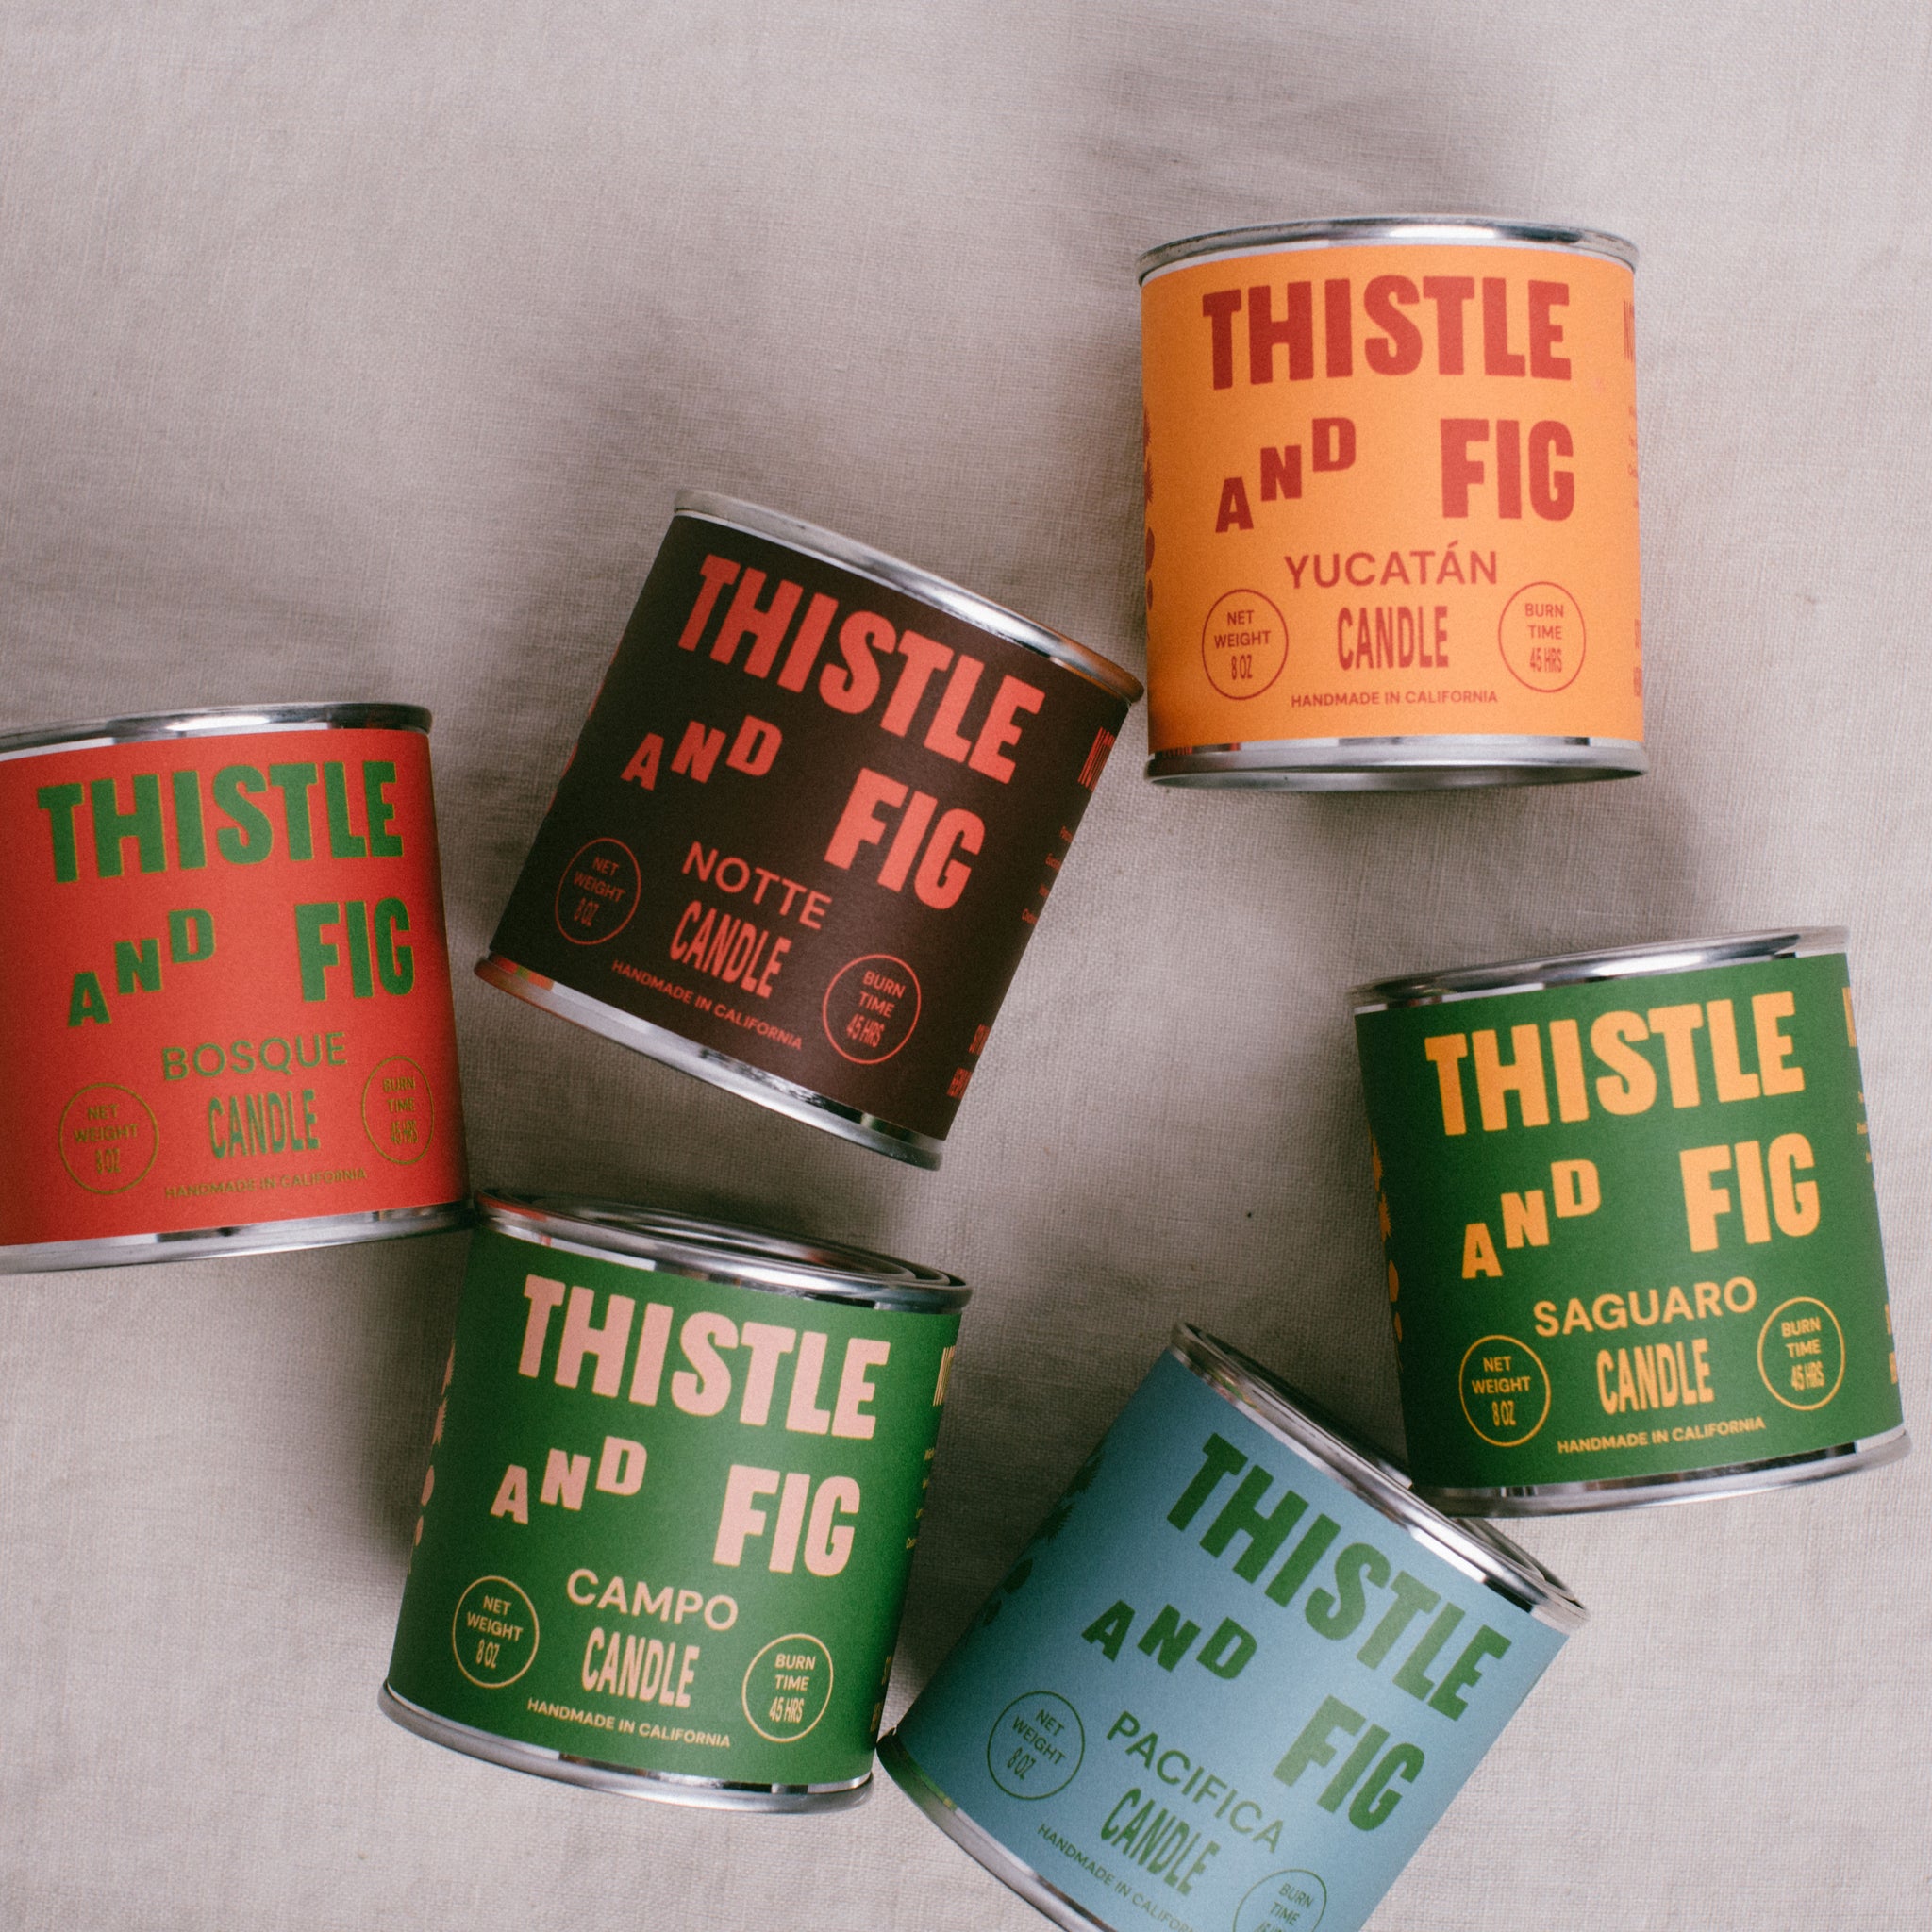 THISTLE
AND FIG
YUCATÁN
CANDLE
NET
WEIGHT
8 OZ
BURN
TIME
45 HRS
HANDMADE IN CALIFORNIA
THISTLE
AND FIG
NOTTE
CANDLE
NET
WEIGHT
8 OZ
BURN
TIME
45 HRS
HANDMADE IN CALIFORNIA
THISTLE
AND FIG
BOSQUE
CANDLE
NET
WEIGHT
8 OZ
BURN
TIME
45 HRS
HANDMADE IN CALIFORNIA
THISTLE
AND FIG
SAGUARO
CANDLE
NET
WEIGHT
8 OZ
BURN
TIME
45 HRS
HANDMADE IN CALIFORNIA
THISTLE
AND FIG
CAMPO
CANDLE
NET
WEIGHT
8 OZ
BURN
TIME
45 HRS
HANDMADE IN CALIFORNIA
THISTLE
AND FIG
PACIFICA
CANDLE
NET
WEIGHT
8 OZ
BURN
TIME
HANDMADE IN